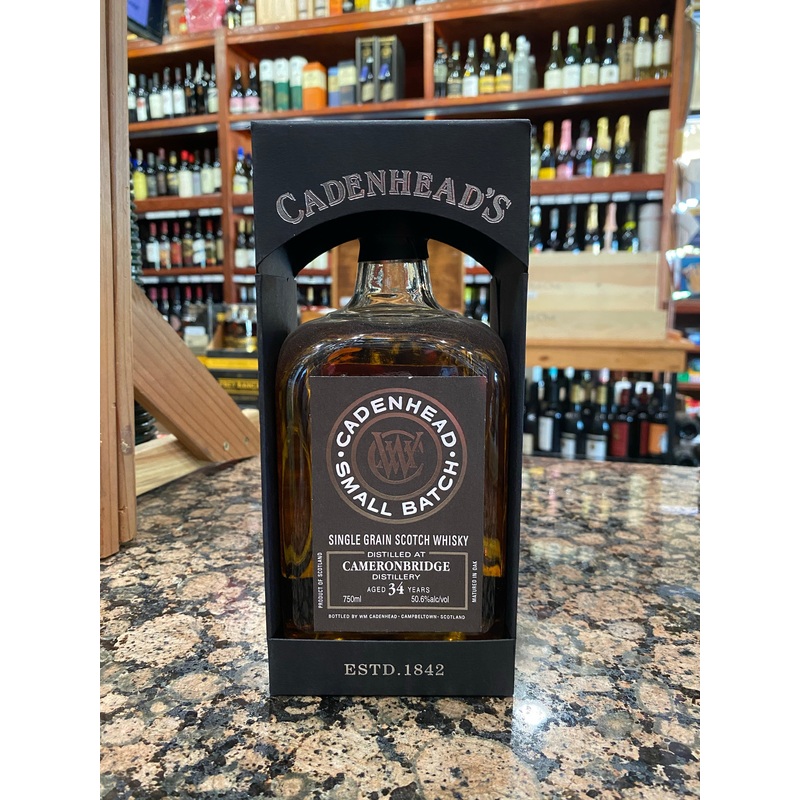 CADENHEAD'S
• CADENHEAD •
SMALL BATCH
WC
SINGLE GRAIN SCOTCH WHISKY
DISTILLED AT
CAMERONBRIDGE
DISTILLERY
AGED 34 YEARS
750ml 50.6%alc/vol
PRODUCT OF SCOTLAND
MATURED IN OAK
BOTTLED BY WM CADENHEAD • CAMPBELTOWN • SCOTLAND
ESTD.1842